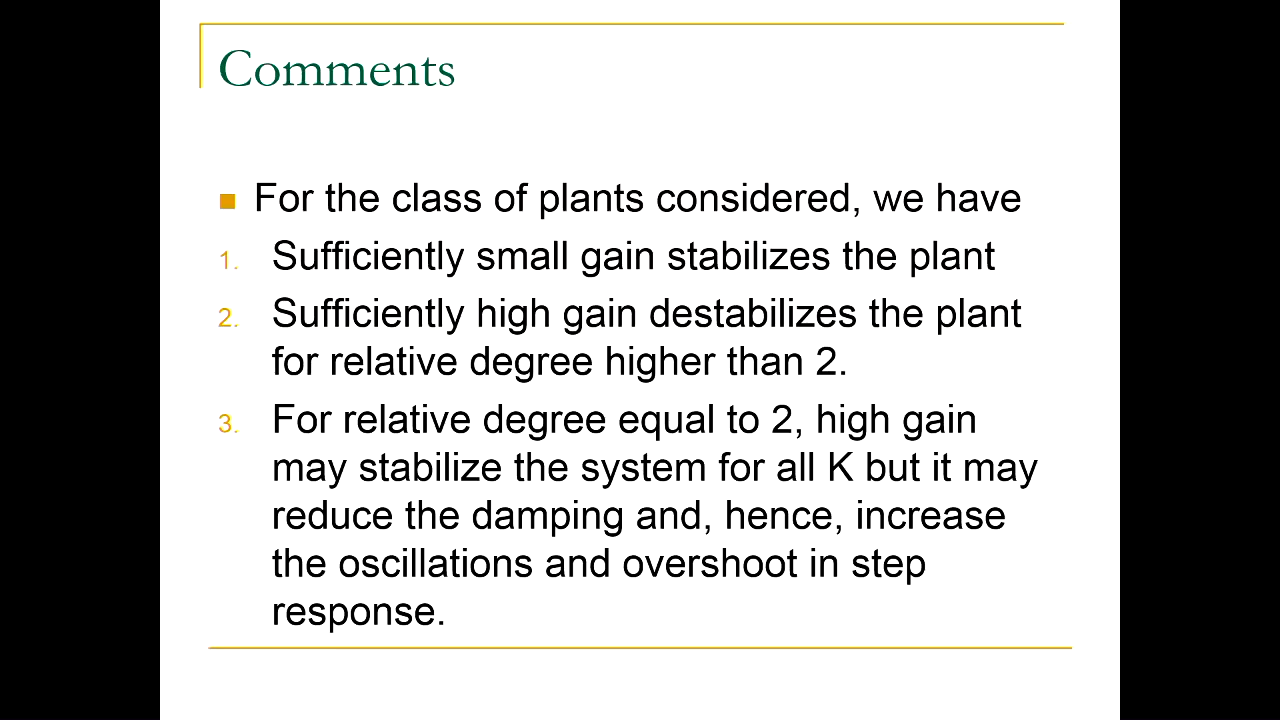 Comments
For the class of plants considered, we have
1. Sufficiently small gain stabilizes the plant
2. Sufficiently high gain destabilizes the plant
for relative degree higher than 2.
3. For relative degree equal to 2, high gain
may stabilize the system for all K but it may
reduce the damping and, hence, increase
the oscillations and overshoot in step
response.